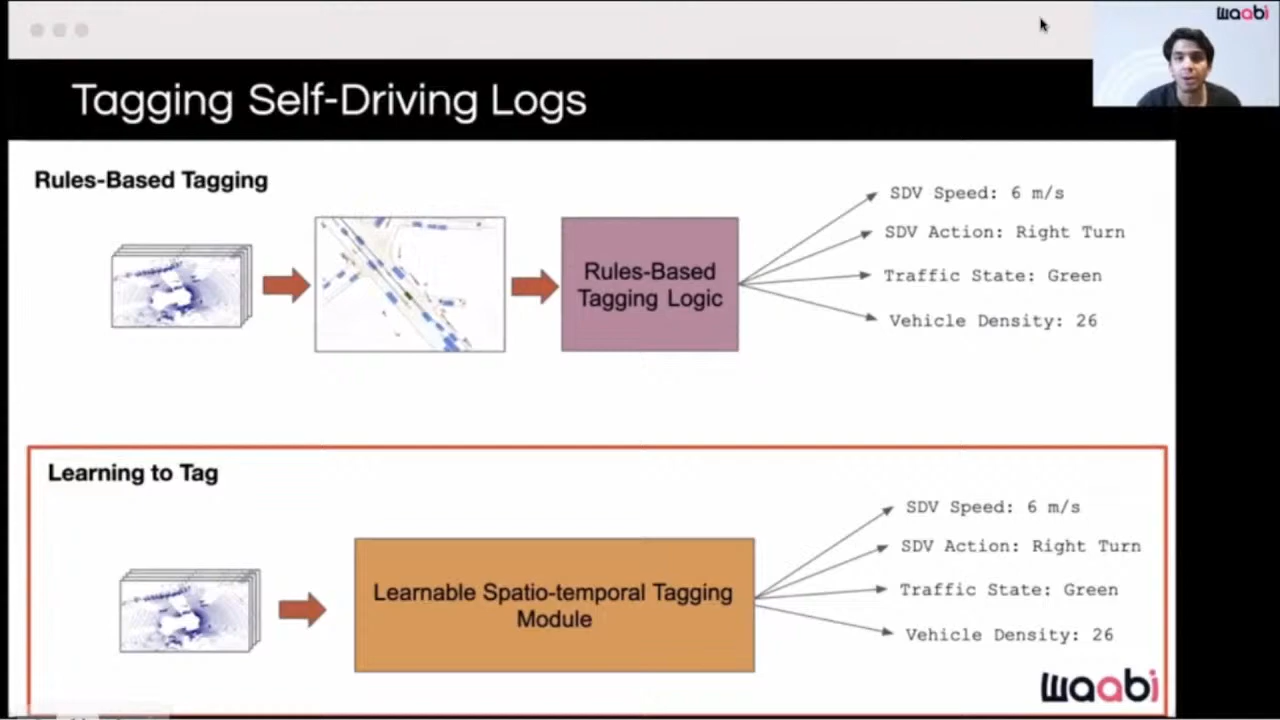 waabi
Tagging Self-Driving Logs
Rules-Based Tagging
Rules-Based
Tagging Logic
SDV Speed: 6 m/s
SDV Action: Right Turn
Traffic State: Green
Vehicle Density: 26
Learning to Tag
Learnable Spatio-temporal Tagging
Module
SDV Speed: 6 m/s
SDV Action: Right Turn
Traffic State: Green
Vehicle Density: 26
waabi